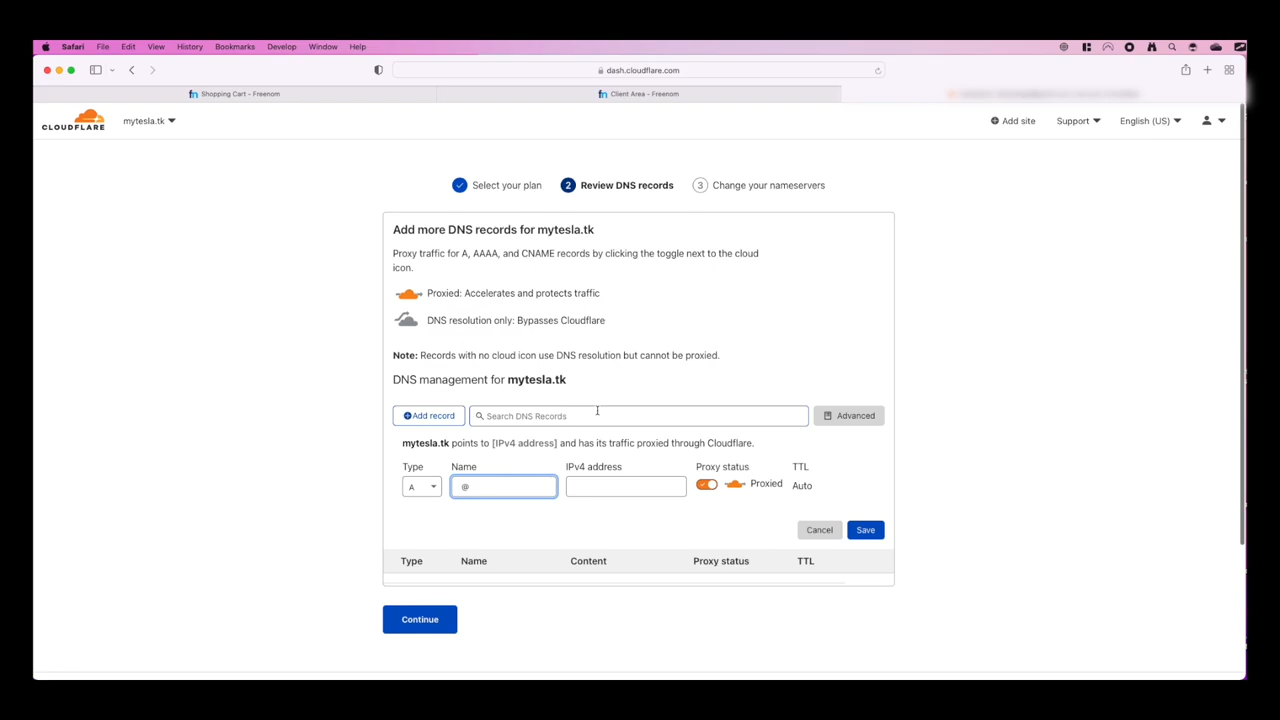 Safari File Edit View History Bookmarks Develop Window Help
dash.cloudflare.com
Shopping Cart - Freenom
Client Area - Freenom
CLOUDFLARE
mytesla.tk
Add site
Support
English (US)
Select your plan
2 Review DNS records
3 Change your nameservers
Add more DNS records for mytesla.tk
Proxy traffic for A, AAAA, and CNAME records by clicking the toggle next to the cloud
icon.
Proxied: Accelerates and protects traffic
DNS resolution only: Bypasses Cloudflare
Note: Records with no cloud icon use DNS resolution but cannot be proxied.
DNS management for mytesla.tk
Add record
Search DNS Records
Advanced
mytesla.tk points to [IPv4 address] and has its traffic proxied through Cloudflare.
Type Name IPv4 address Proxy status TTL
A @ Proxied Auto
Cancel Save
Type Name Content Proxy status TTL
Continue